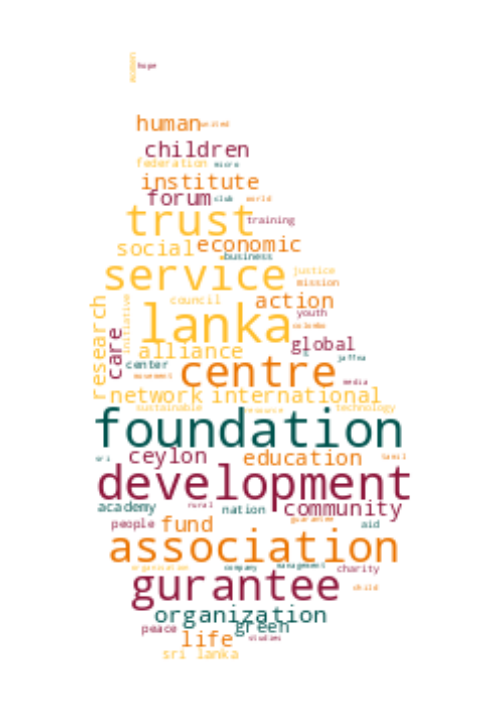 women
hope
human united
children
federation micro
institute
forum club world
trust training
social economic
business
service justice
mission
council action
research initiative
lanka youth
colombo
care alliance global
center jaffna
movement centre media
network international
sustainable resource technology
foundation
sri ceylon education tamil
development
academy rural nation community
people fund guarantee aid
association
organisation company management charity
gurantee child
organization
peace green
life studies
sri lanka